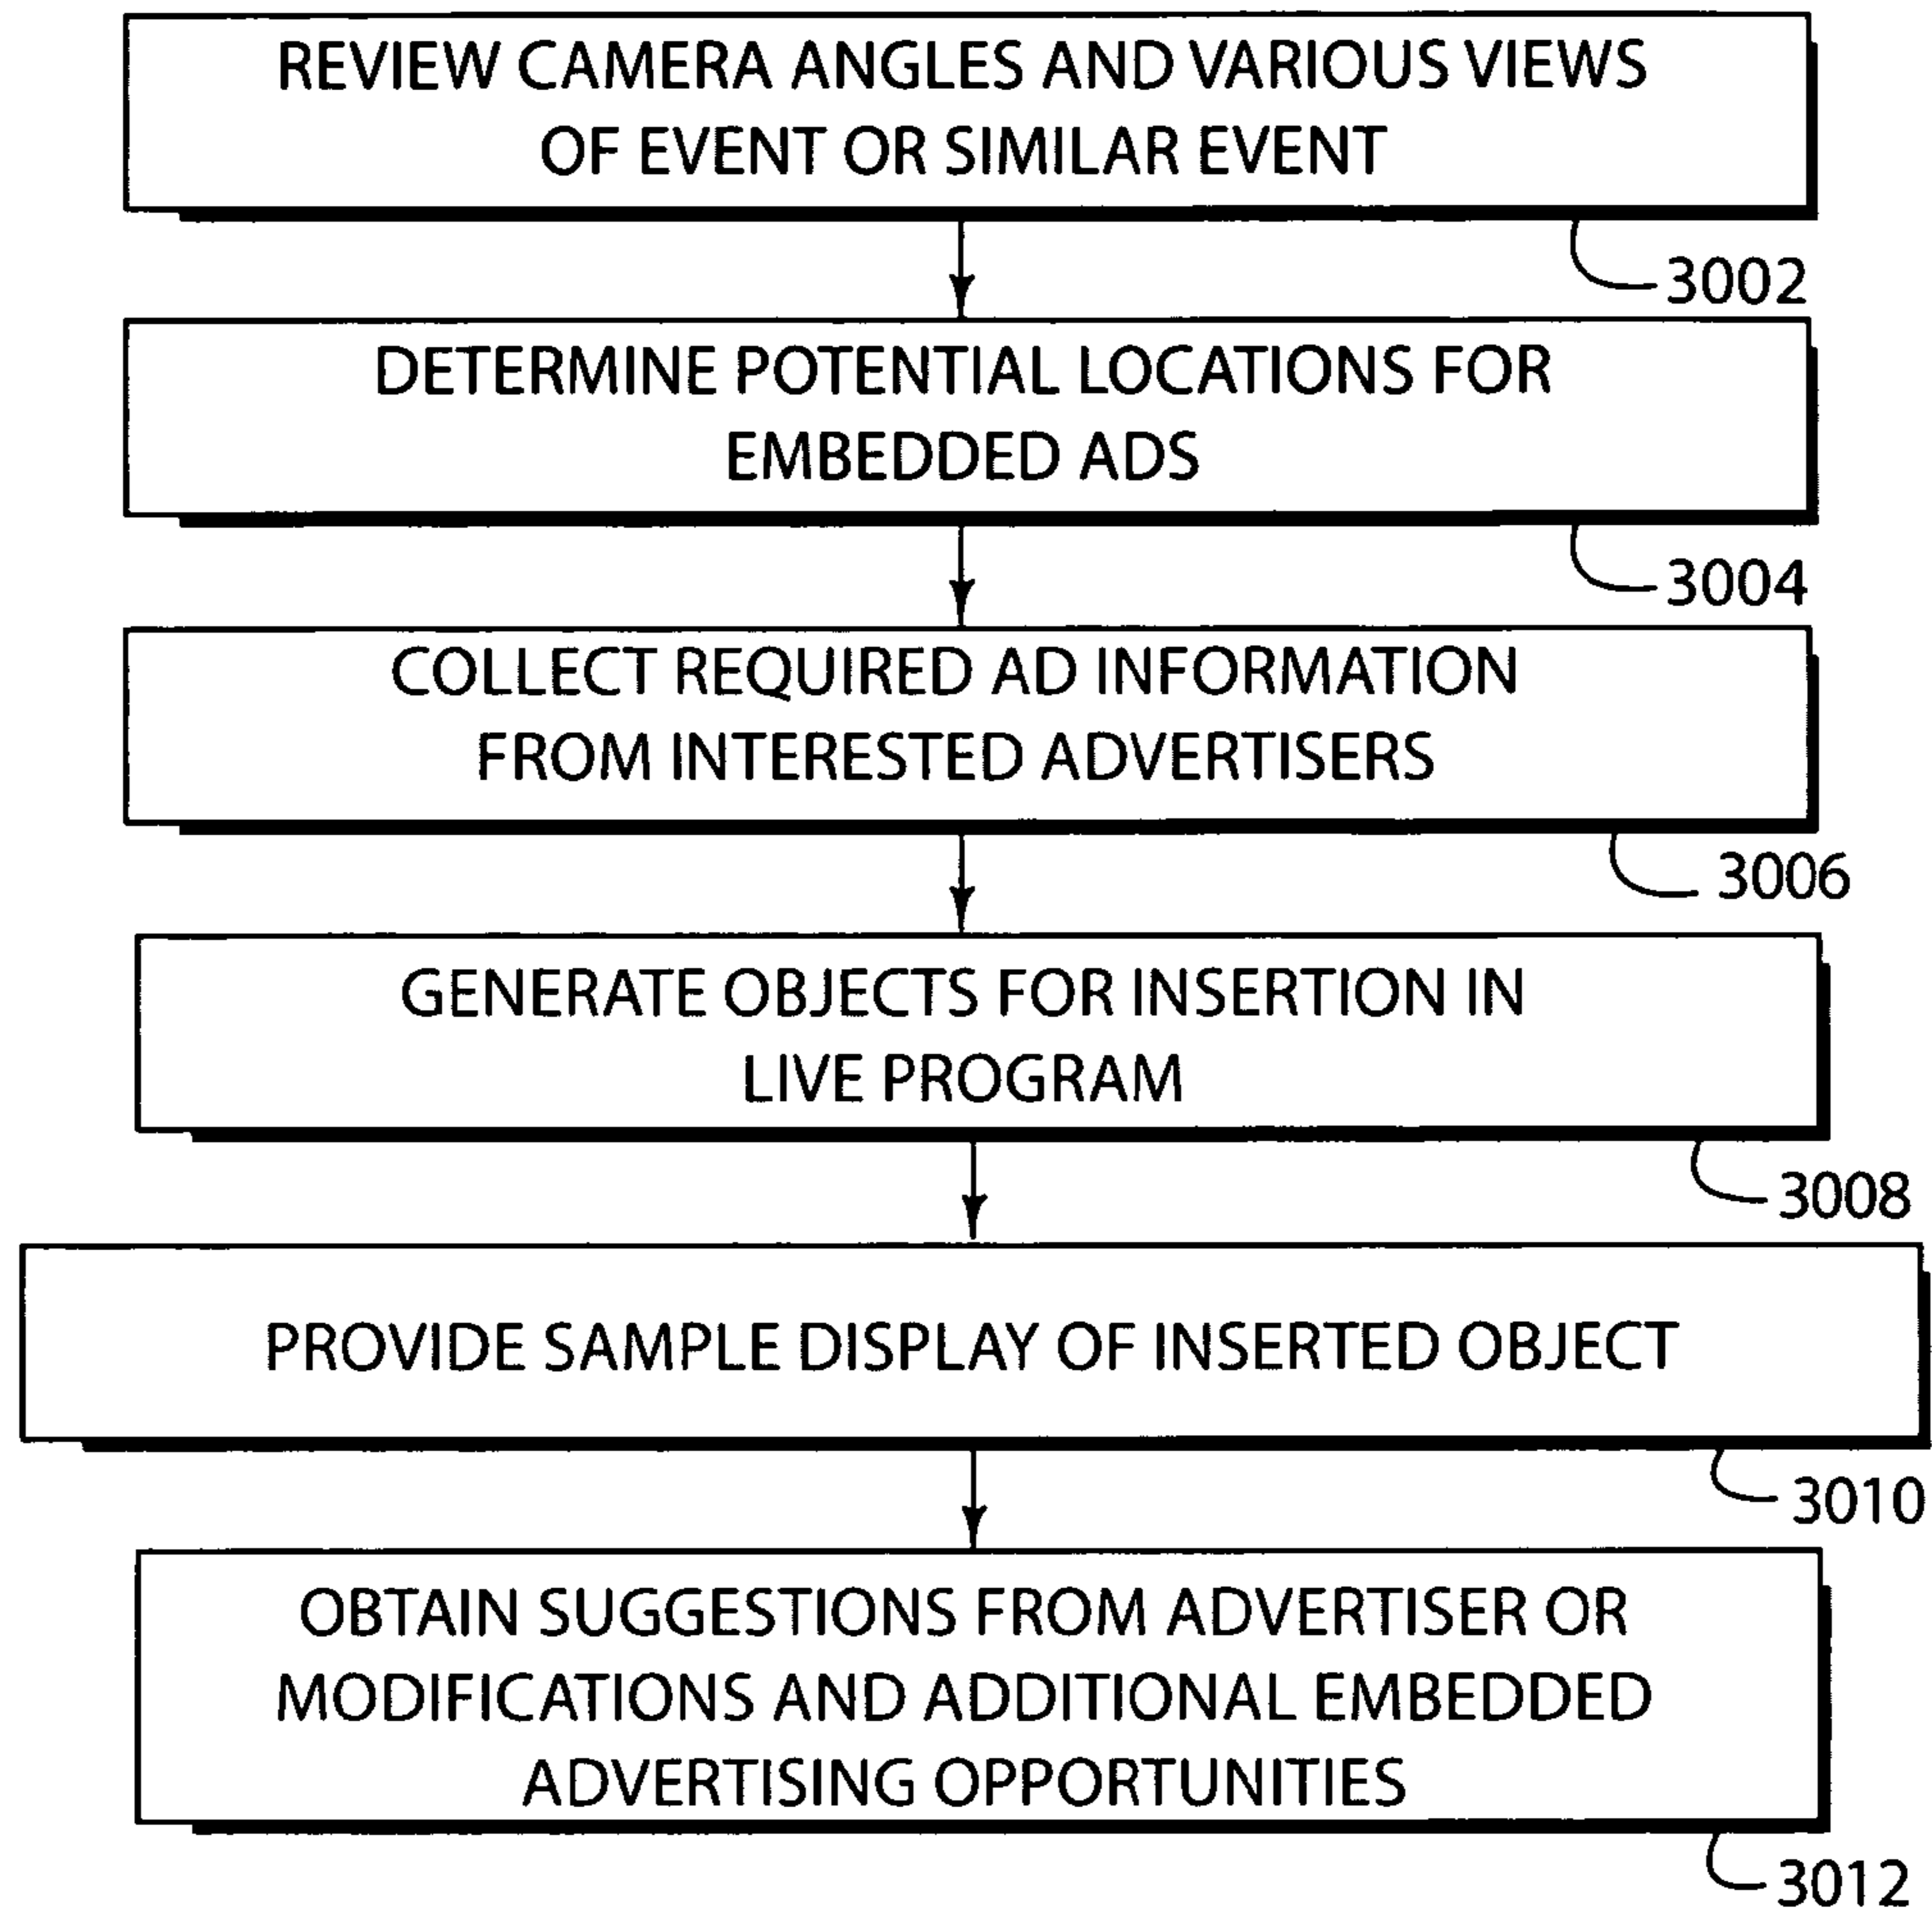 REVIEW CAMERA ANGLES AND VARIOUS VIEWS
OF EVENT OR SIMILAR EVENT
3002
DETERMINE POTENTIAL LOCATIONS FOR
EMBEDDED ADS
3004
COLLECT REQUIRED AD INFORMATION
FROM INTERESTED ADVERTISERS
3006
GENERATE OBJECTS FOR INSERTION IN
LIVE PROGRAM
3008
PROVIDE SAMPLE DISPLAY OF INSERTED OBJECT
3010
OBTAIN SUGGESTIONS FROM ADVERTISER OR
MODIFICATIONS AND ADDITIONAL EMBEDDED
ADVERTISING OPPORTUNITIES
3012